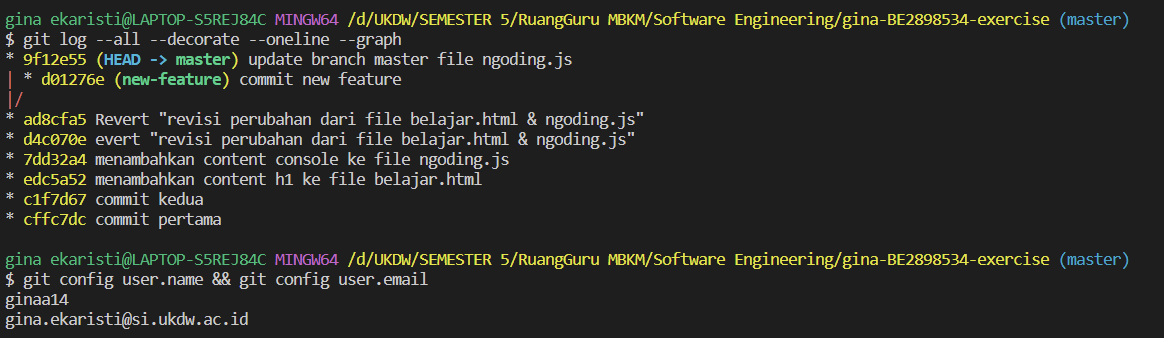 gina ekaristi@LAPTOP-S5REJ84C MINGW64 /d/UKDW/SEMESTER 5/RuangGuru MBKM/Software Engineering/gina-BE2898534-exercise (master)
$ git log --all --decorate --oneline --graph
* 9f12e55 (HEAD -> master) update branch master file ngoding.js
| * d01276e (new-feature) commit new feature
|/
* ad8cfa5 Revert "revisi perubahan dari file belajar.html & ngoding.js"
* d4c070e evert "revisi perubahan dari file belajar.html & ngoding.js"
* 7dd32a4 menambahkan content console ke file ngoding.js
* edc5a52 menambahkan content h1 ke file belajar.html
* c1f7d67 commit kedua
* cffc7dc commit pertama
gina ekaristi@LAPTOP-S5REJ84C MINGW64 /d/UKDW/SEMESTER 5/RuangGuru MBKM/Software Engineering/gina-BE2898534-exercise (master)
$ git config user.name && git config user.email
ginaa14
gina.ekaristi@si.ukdw.ac.id